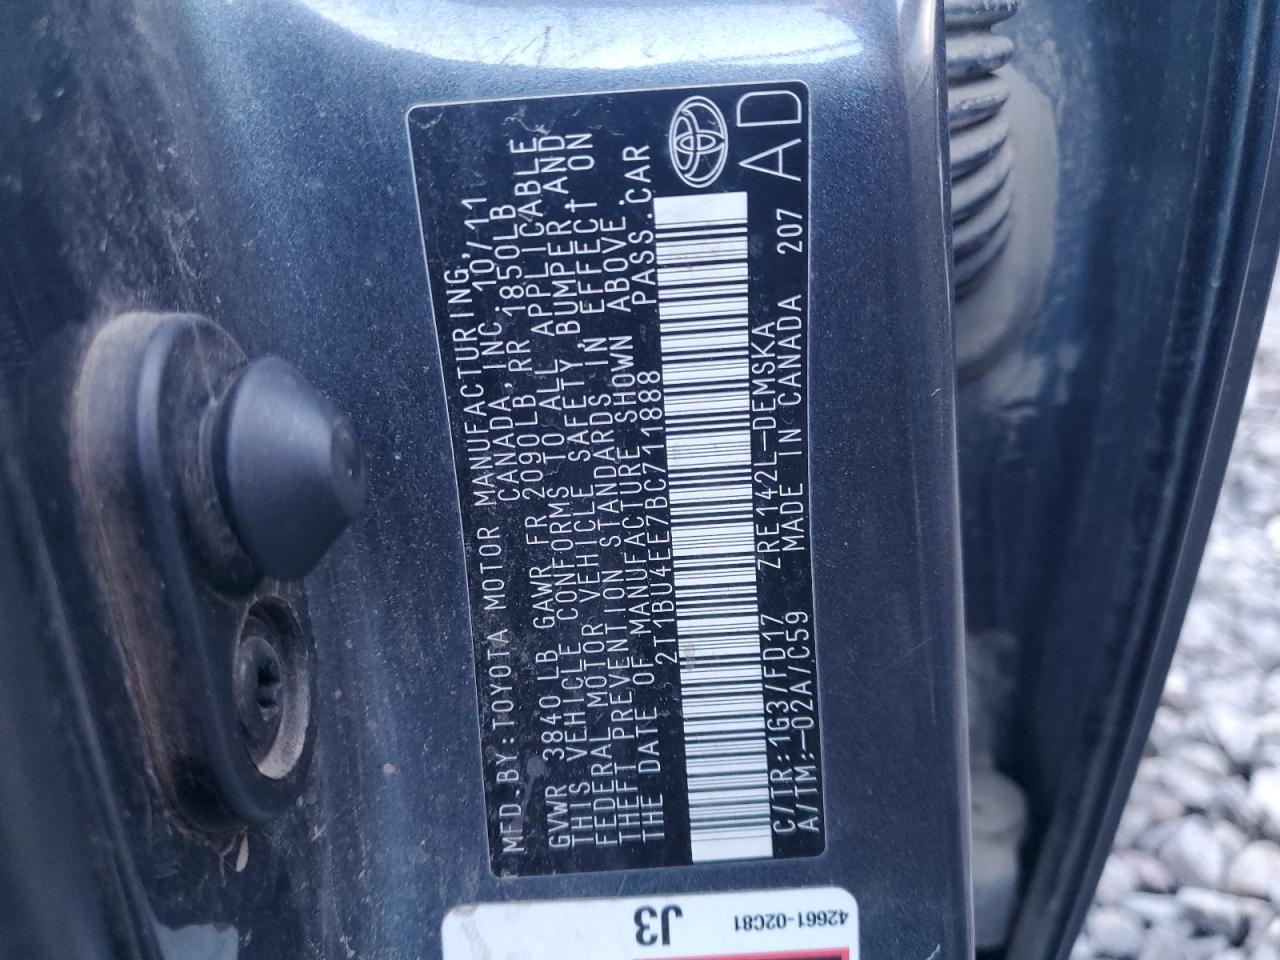 MFD.BY:TOYOTA MOTOR MANUFACTURING,
CANADA,INC. 10/11
GVWR 3840LB GAWR FR 2090LB,RR 1850LB
THIS VEHICLE CONFORMS TO ALL APPLICABLE
FEDERAL MOTOR VEHICLE SAFETY,BUMPER,AND
THEFT PREVENTION STANDARDS IN EFFECT ON
THE DATE OF MANUFACTURE SHOWN ABOVE.
2T1BU4EE7BC711888 PASS.CAR
C/TR:1G3/FD17 ZRE142L-DEMSKA
A/TM:-02A/C59 MADE IN CANADA 207
AD
J3
42661-02C81